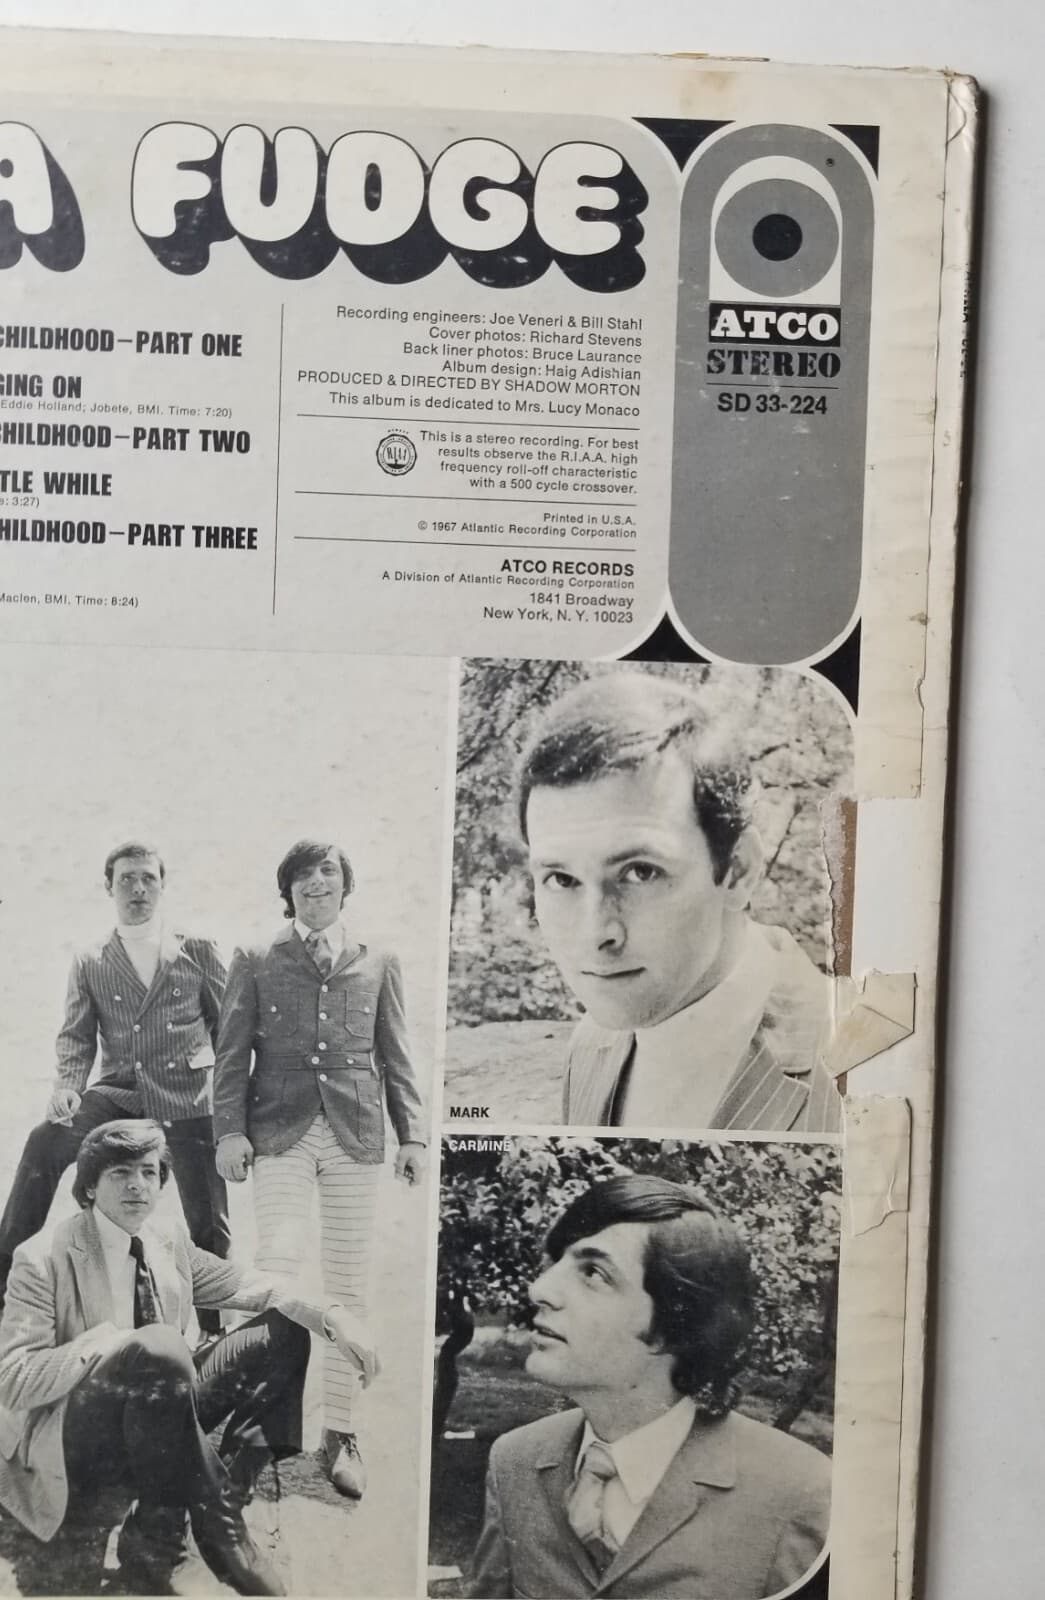 A FUDGE
CHILDHOOD—PART ONE
GING ON
Eddie Holland; Jobete, BMI. Time: 7:20)
CHILDHOOD—PART TWO
TLE WHILE
e: 3:27)
HILDHOOD—PART THREE
Maclen, BMI. Time: 8:24)
Recording engineers: Joe Veneri & Bill Stahl
Cover photos: Richard Stevens
Back liner photos: Bruce Laurance
Album design: Haig Adishian
PRODUCED & DIRECTED BY SHADOW MORTON
This album is dedicated to Mrs. Lucy Monaco
RIAA
This is a stereo recording. For best
results observe the R.I.A.A. high
frequency roll-off characteristic
with a 500 cycle crossover.
Printed in U.S.A.
© 1967 Atlantic Recording Corporation
ATCO RECORDS
A Division of Atlantic Recording Corporation
1841 Broadway
New York, N. Y. 10023
®
ATCO
STEREO
SD 33-224
MARK
CARMINE